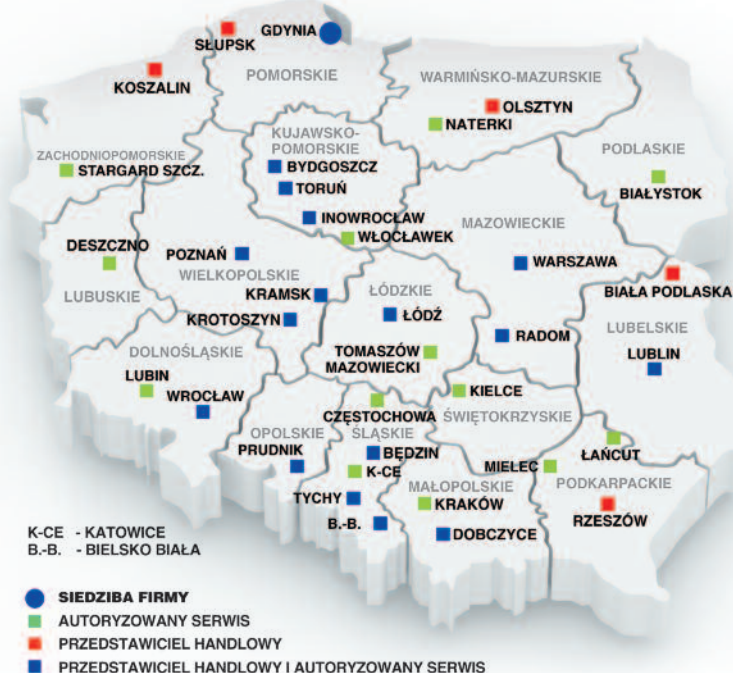 GDYNIA
SŁUPSK
KOSZALIN
POMORSKIE
WARMIŃSKO-MAZURSKIE
OLSZTYN
NATERKI
KUJAWSKO-
POMORSKIE
ZACHODNIOPOMORSKIE
STARGARD SZCZ.
BYDGOSZCZ
TORUŃ
INOWROCŁAW
WŁOCŁAWEK
PODLASKIE
BIAŁYSTOK
MAZOWIECKIE
DESZCZNO
LUBUSKIE
POZNAŃ
WIELKOPOLSKIE
KRAMSK
KROTOSZYN
WARSZAWA
BIAŁA PODLASKA
ŁÓDZKIE
ŁÓDŹ
RADOM
LUBELSKIE
LUBLIN
DOLNOŚLĄSKIE
LUBIN
WROCŁAW
TOMASZÓW
MAZOWIECKI
KIELCE
CZĘSTOCHOWA
ŚWIĘTOKRZYSKIE
OPOLSKIE
PRUDNIK
ŚLĄSKIE
BĘDZIN
K-CE
TYCHY
B.-B.
MAŁOPOLSKIE
KRAKÓW
DOBCZYCE
MIELEC
ŁAŃCUT
PODKARPACKIE
RZESZÓW
K-CE - KATOWICE
B.-B. - BIELSKO BIAŁA
SIEDZIBA FIRMY
AUTORYZOWANY SERWIS
PRZEDSTAWICIEL HANDLOWY
PRZEDSTAWICIEL HANDLOWY I AUTORYZOWANY SERWIS